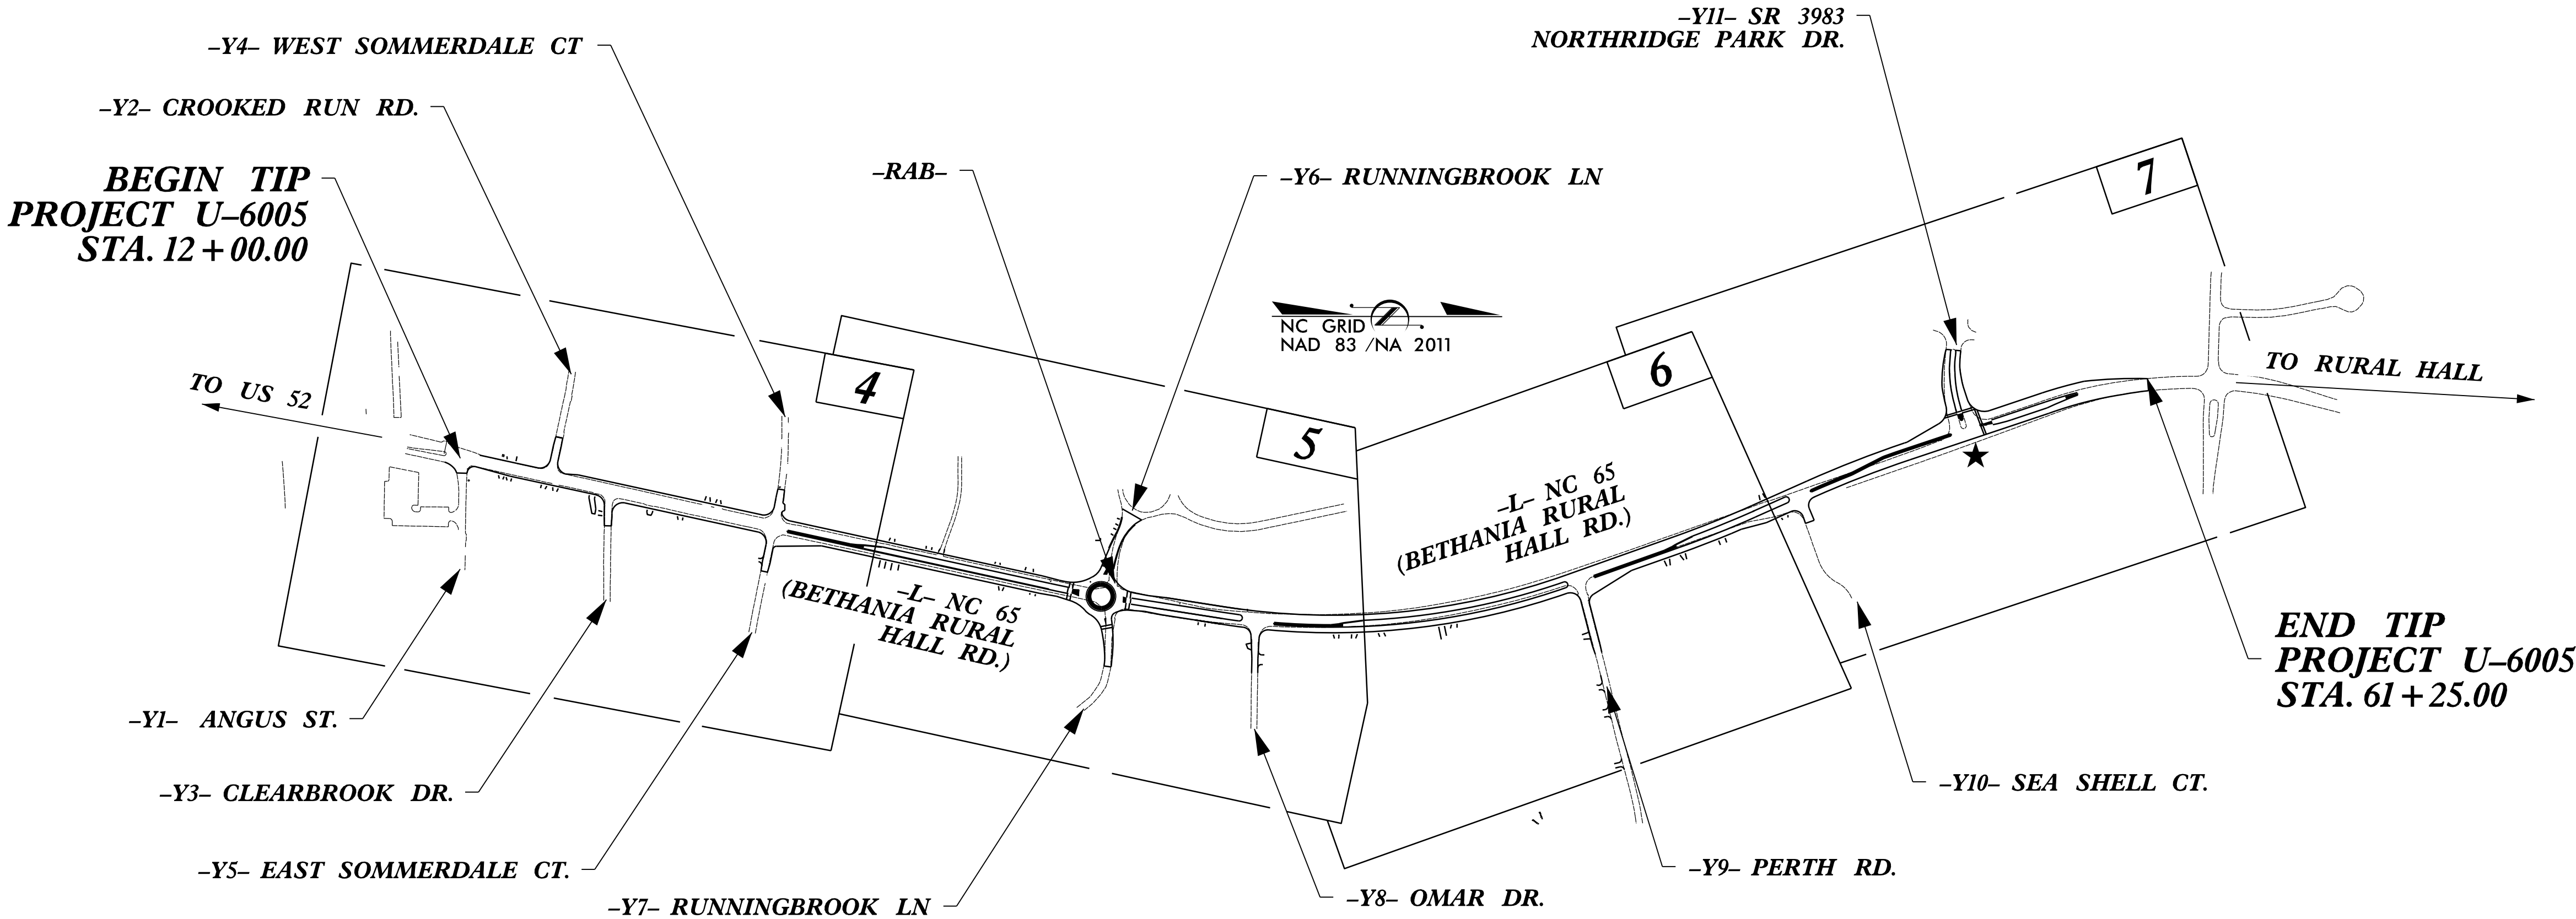 –Y11– SR 3983
NORTHRIDGE PARK DR.
–Y4– WEST SOMMERDALE CT
–Y2– CROOKED RUN RD.
BEGIN TIP
PROJECT U–6005
STA. 12+00.00
–RAB–
–Y6– RUNNINGBROOK LN
7
NC GRID
NAD 83 /NA 2011
TO US 52
4
5
6
TO RURAL HALL
–L– NC 65
(BETHANIA RURAL
HALL RD.)
–L– NC 65
(BETHANIA RURAL
HALL RD.)
END TIP
PROJECT U–6005
STA. 61+25.00
–Y1– ANGUS ST.
–Y3– CLEARBROOK DR.
–Y10– SEA SHELL CT.
–Y5– EAST SOMMERDALE CT.
–Y9– PERTH RD.
–Y7– RUNNINGBROOK LN
–Y8– OMAR DR.